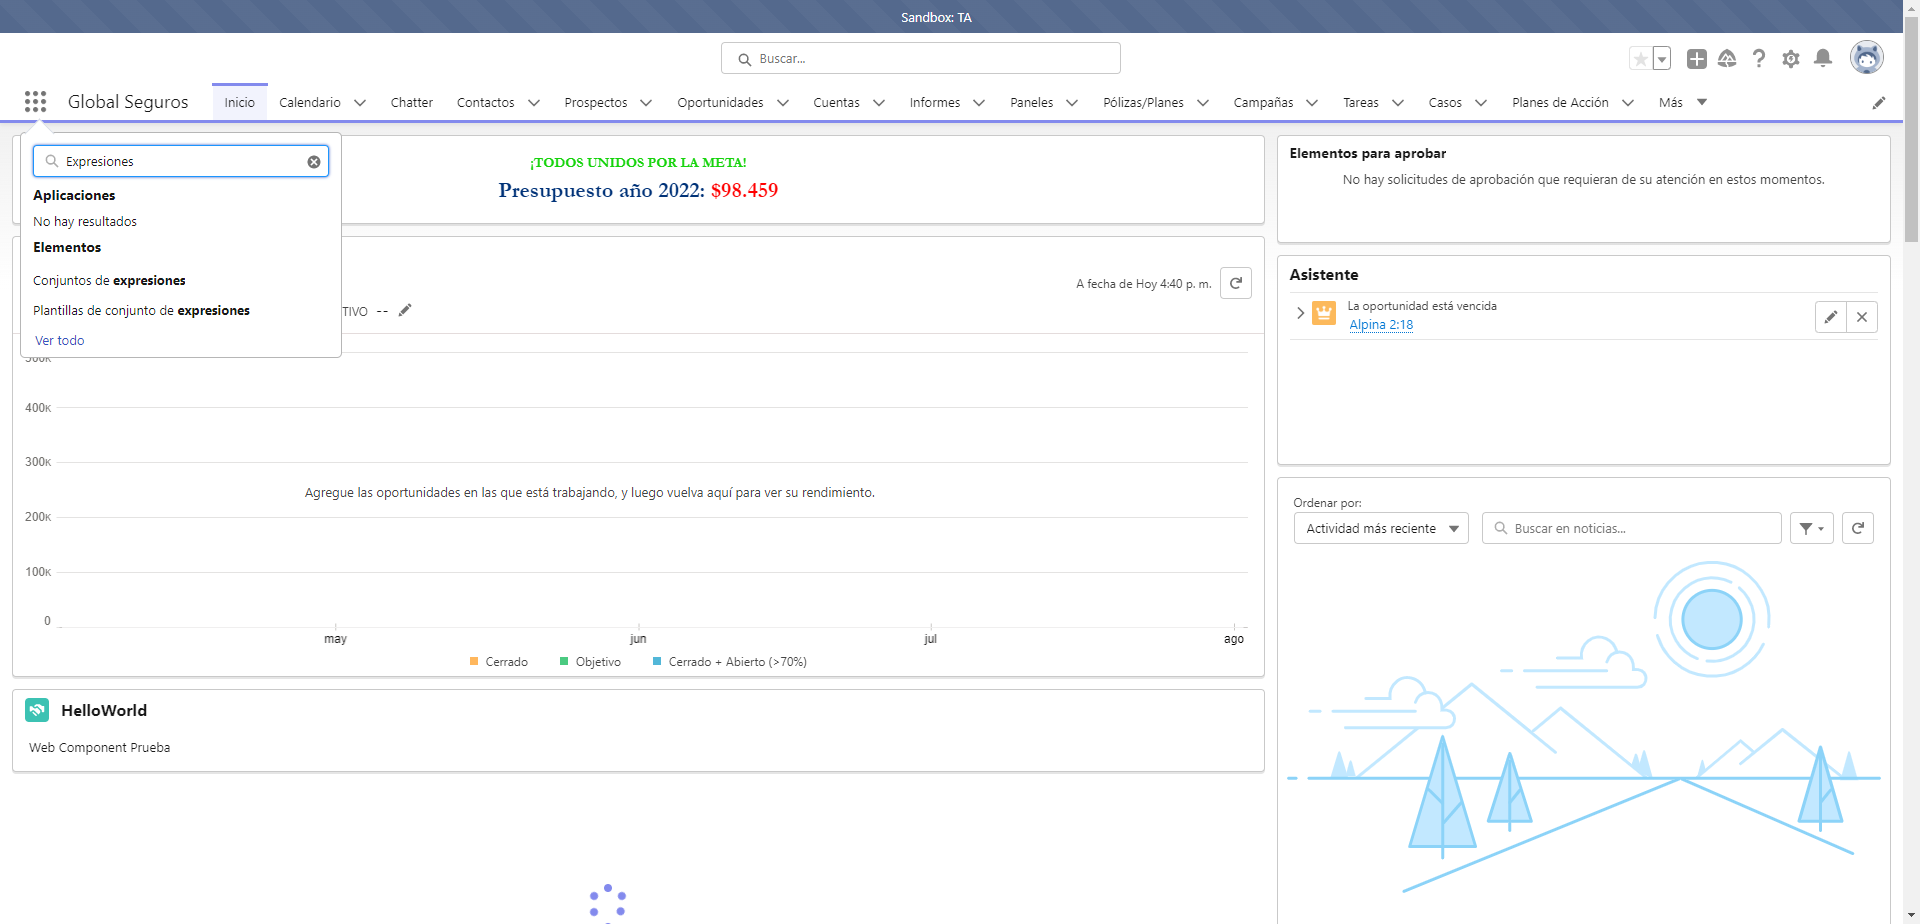 Sandbox: TA
Buscar...
Global Seguros
Inicio
Calendario
Chatter
Contactos
Prospectos
Oportunidades
Cuentas
Informes
Paneles
Pólizas/Planes
Campañas
Tareas
Casos
Planes de Acción
Más
Expresiones
Aplicaciones
No hay resultados
Elementos
Conjuntos de expresiones
Plantillas de conjunto de expresiones
Ver todo
¡TODOS UNIDOS POR LA META!
Presupuesto año 2022: $98.459
A fecha de Hoy 4:40 p. m.
TIVO --
500K
400K
300K
200K
100K
0
Agregue las oportunidades en las que está trabajando, y luego vuelva aquí para ver su rendimiento.
may
jun
jul
ago
Cerrado
Objetivo
Cerrado + Abierto (>70%)
HelloWorld
Web Component Prueba
Elementos para aprobar
No hay solicitudes de aprobación que requieran de su atención en estos momentos.
Asistente
La oportunidad está vencida
Alpina 2:18
Ordenar por:
Actividad más reciente
Buscar en noticias...